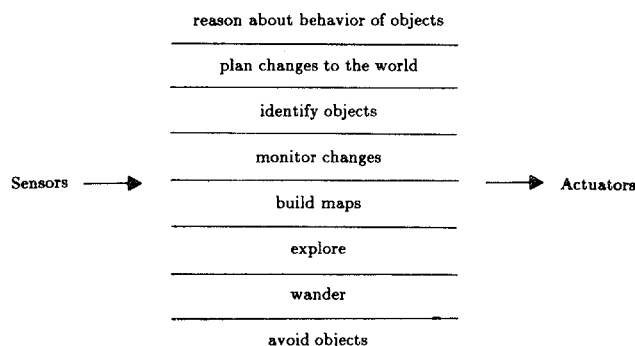 reason about behavior of objects
plan changes to the world
identify objects
monitor changes
Sensors
Actuators
build maps
explore
wander
avoid objects